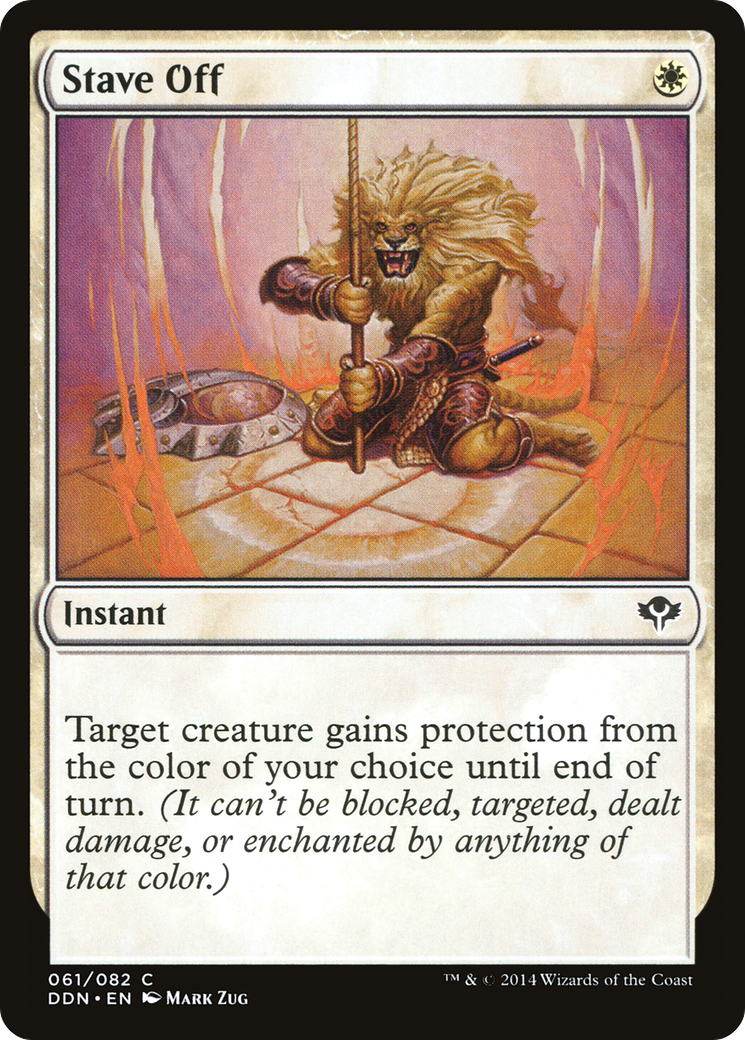 Stave Off
Instant
Target creature gains protection from
the color of your choice until end of
turn. (It can't be blocked, targeted, dealt
damage, or enchanted by anything of
that color.)
061/082 C
DDN • EN Mark Zug
™ & © 2014 Wizards of the Coast